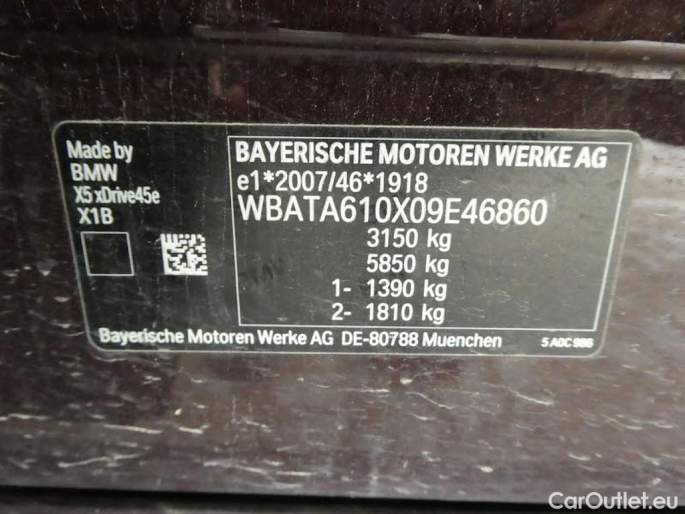 Made by
BMW
X5 xDrive45e
X1B
BAYERISCHE MOTOREN WERKE AG
e1*2007/46*1918
WBATA610X09E46860
3150 kg
5850 kg
1- 1390 kg
2- 1810 kg
Bayerische Motoren Werke AG DE-80788 Muenchen
5 A0C 986
CarOutlet.eu